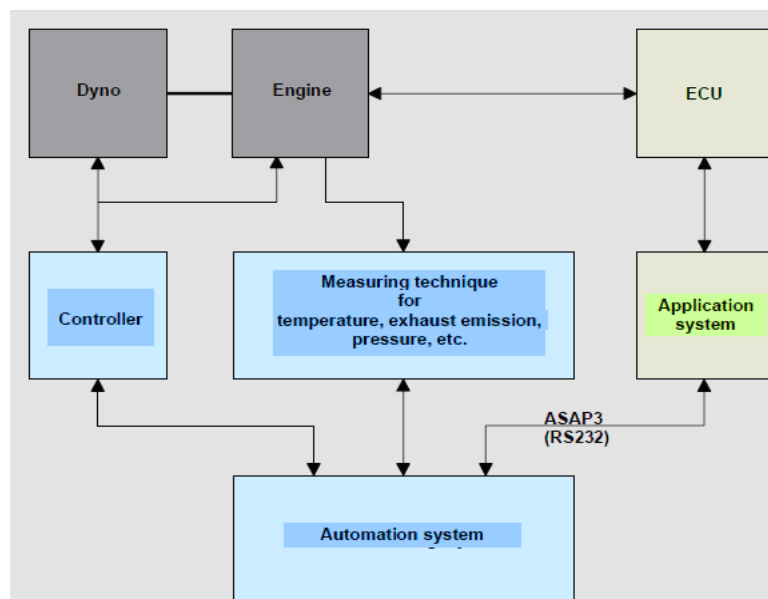 Dyno
Engine
ECU
Controller
Measuring technique
for
temperature, exhaust emission,
pressure, etc.
Application
system
ASAP3
(RS232)
Automation system